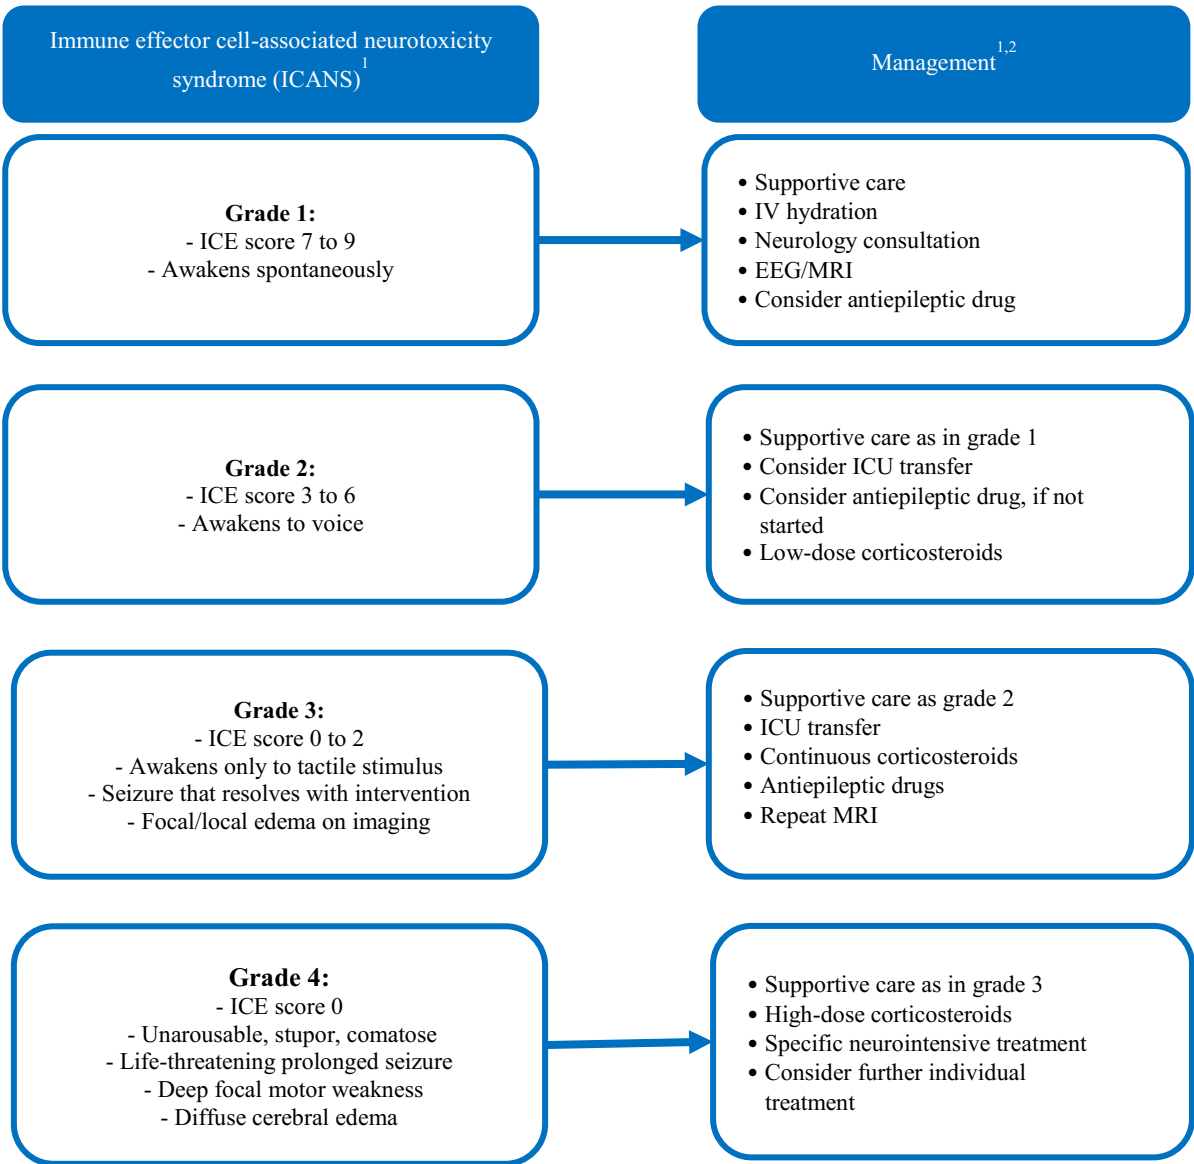 Immune effector cell-associated neurotoxicity
syndrome (ICANS)1
Management1,2
Grade 1:
- ICE score 7 to 9
- Awakens spontaneously
• Supportive care
• IV hydration
• Neurology consultation
• EEG/MRI
• Consider antiepileptic drug
Grade 2:
- ICE score 3 to 6
- Awakens to voice
• Supportive care as in grade 1
• Consider ICU transfer
• Consider antiepileptic drug, if not
started
• Low-dose corticosteroids
Grade 3:
- ICE score 0 to 2
- Awakens only to tactile stimulus
- Seizure that resolves with intervention
- Focal/local edema on imaging
• Supportive care as grade 2
• ICU transfer
• Continuous corticosteroids
• Antiepileptic drugs
• Repeat MRI
Grade 4:
- ICE score 0
- Unarousable, stupor, comatose
- Life-threatening prolonged seizure
- Deep focal motor weakness
- Diffuse cerebral edema
• Supportive care as in grade 3
• High-dose corticosteroids
• Specific neurointensive treatment
• Consider further individual
treatment